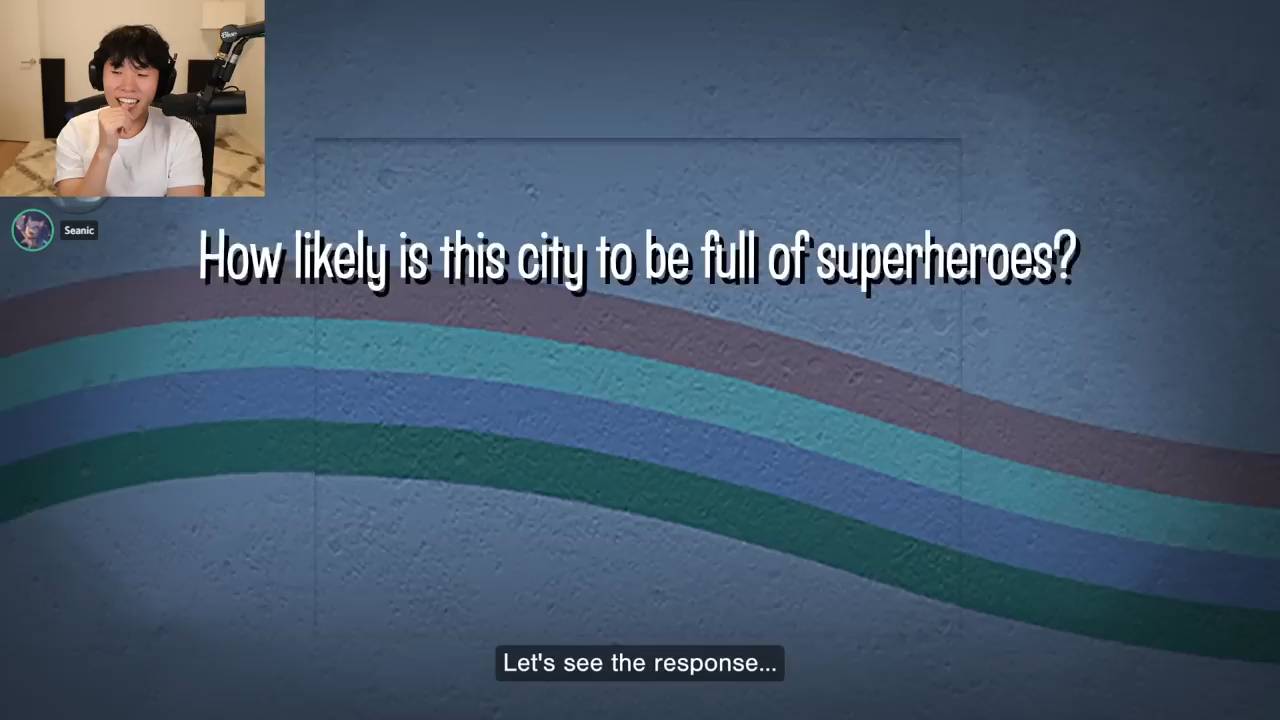 Seanic
How likely is this city to be full of superheroes?
Let's see the response...